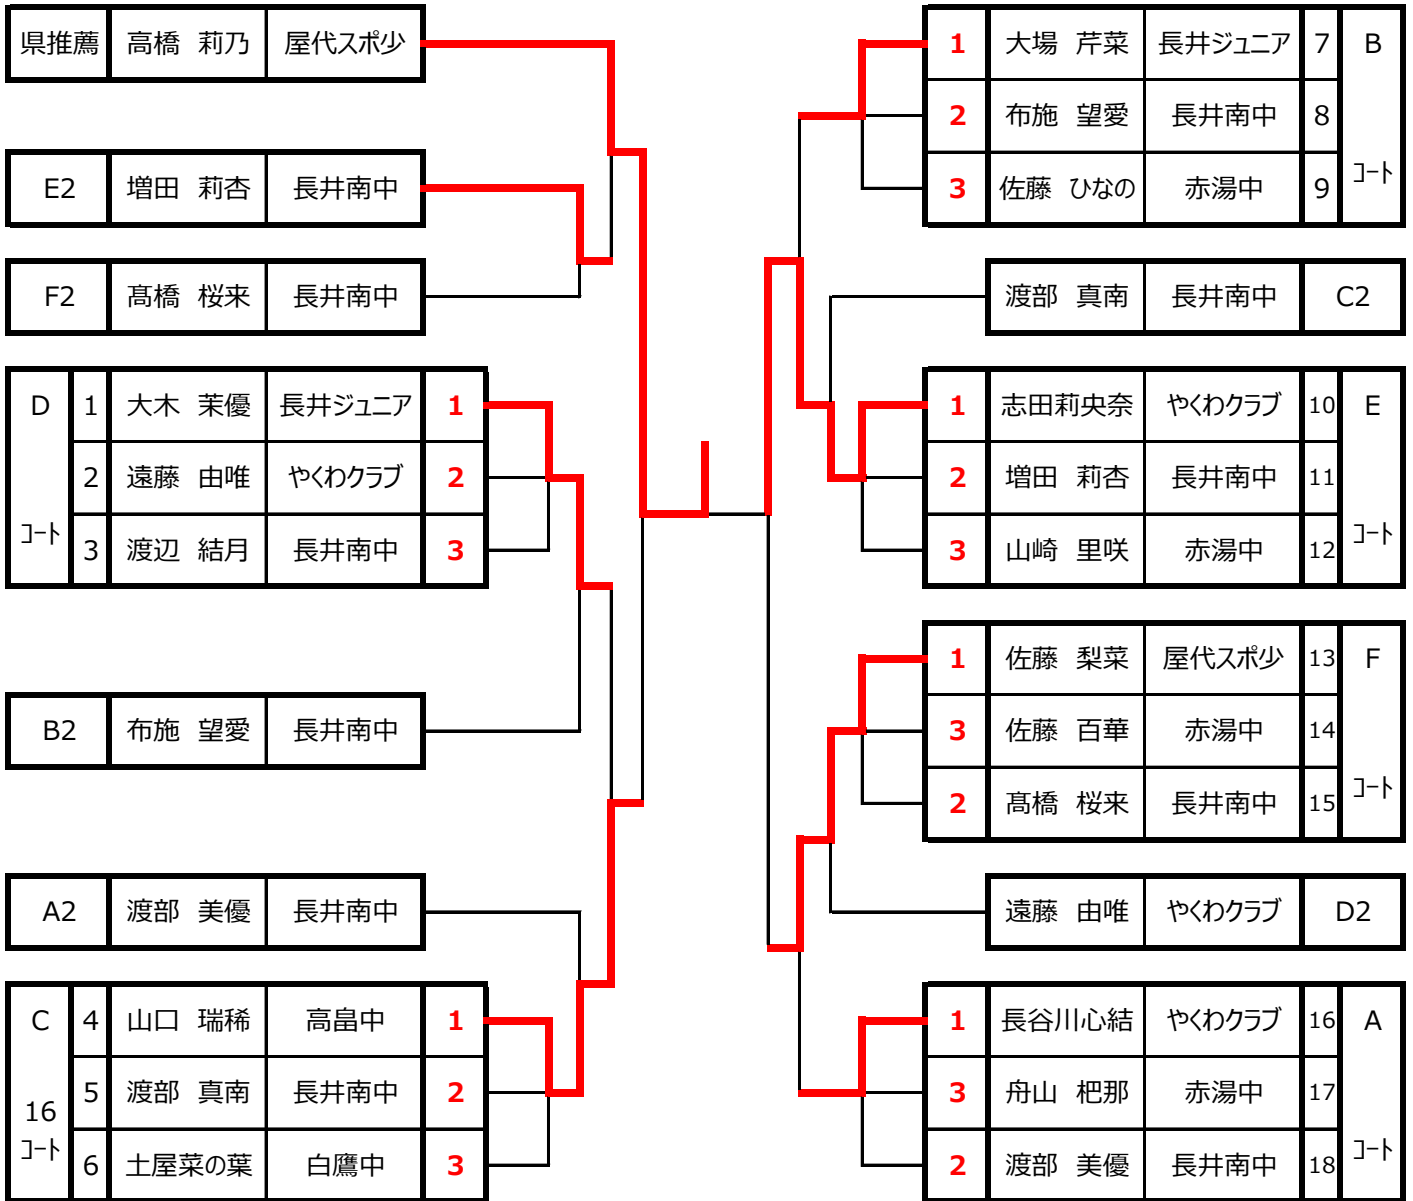 県推薦 高橋 莉乃 屋代スポ少
E2 増田 莉杏 長井南中
F2 髙橋 桜来 長井南中
D 1 大木 茉優 長井ジュニア 1
2 遠藤 由唯 やくわクラブ 2
コート 3 渡辺 結月 長井南中 3
B2 布施 望愛 長井南中
A2 渡部 美優 長井南中
C 4 山口 瑞稀 高畠中 1
16 5 渡部 真南 長井南中 2
コート 6 土屋菜の葉 白鷹中 3
1 大場 芹菜 長井ジュニア 7 B
2 布施 望愛 長井南中 8
3 佐藤 ひなの 赤湯中 9 コート
渡部 真南 長井南中 C2
1 志田莉央奈 やくわクラブ 10 E
2 増田 莉杏 長井南中 11
3 山崎 里咲 赤湯中 12 コート
1 佐藤 梨菜 屋代スポ少 13 F
3 佐藤 百華 赤湯中 14
2 髙橋 桜来 長井南中 15 コート
遠藤 由唯 やくわクラブ D2
1 長谷川心結 やくわクラブ 16 A
3 舟山 杷那 赤湯中 17
2 渡部 美優 長井南中 18 コート